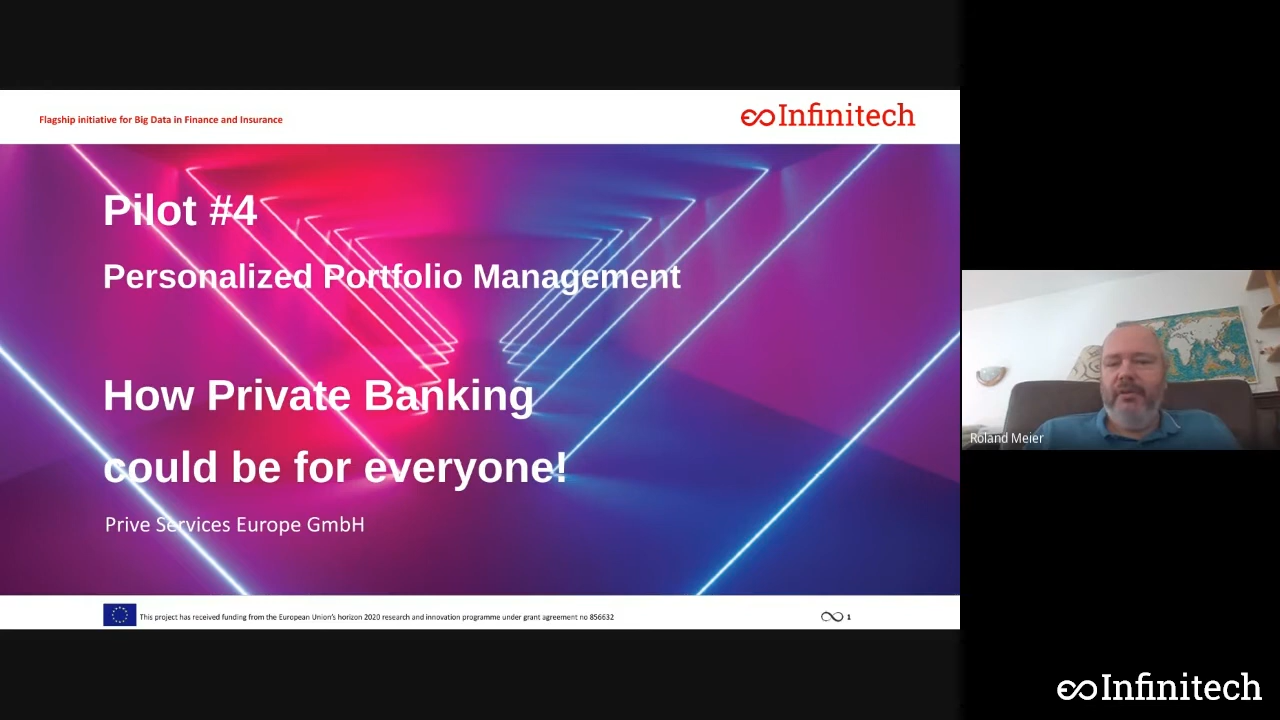 Flagship initiative for Big Data in Finance and Insurance
Infinitech
Pilot #4
Personalized Portfolio Management
How Private Banking
could be for everyone!
Prive Services Europe GmbH
This project has received funding from the European Union's horizon 2020 research and innovation programme under grant agreement no 856632
1
Roland Meier
Infinitech